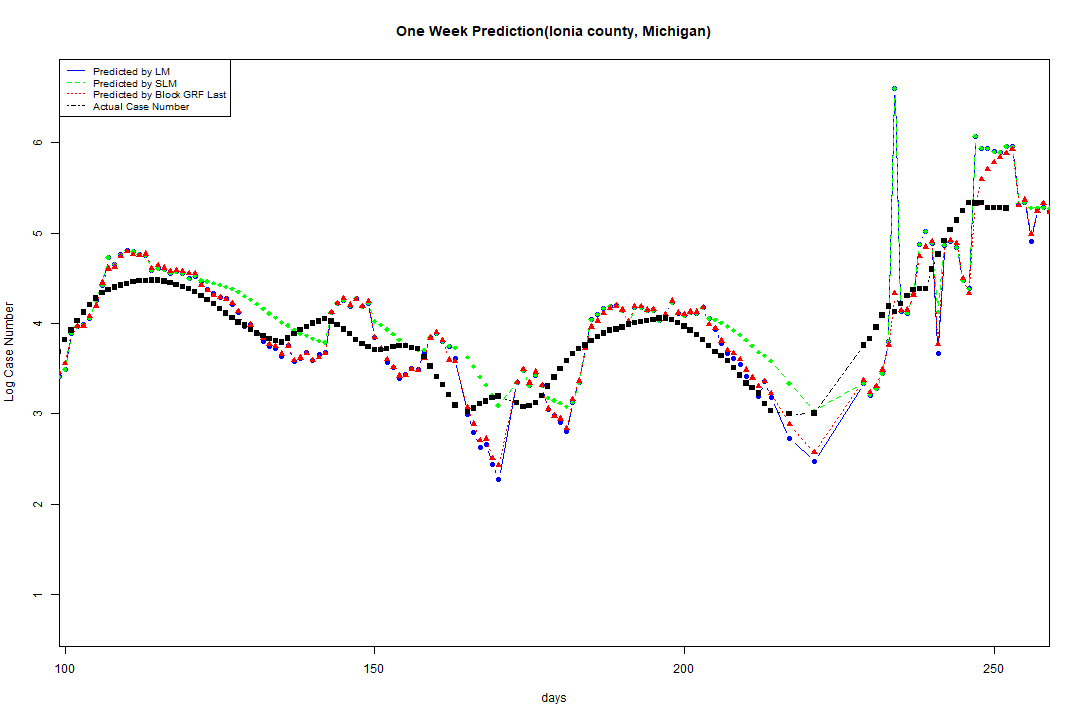 One Week Prediction(Ionia county, Michigan)
Predicted by LM
Predicted by SLM
Predicted by Block GRF Last
Actual Case Number
Log Case Number
6
5
4
3
2
1
100 150 200 250
days